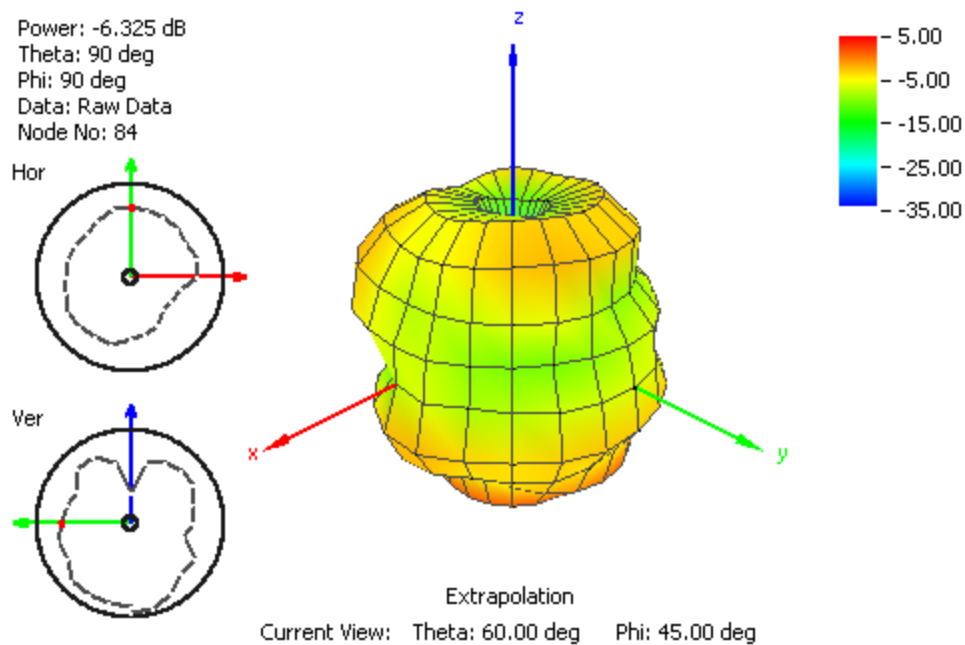 Power: -6.325 dB
Theta: 90 deg
Phi: 90 deg
Data: Raw Data
Node No: 84
Hor
Ver
z
x
y
5.00
-5.00
-15.00
-25.00
-35.00
Extrapolation
Current View: Theta: 60.00 deg Phi: 45.00 deg